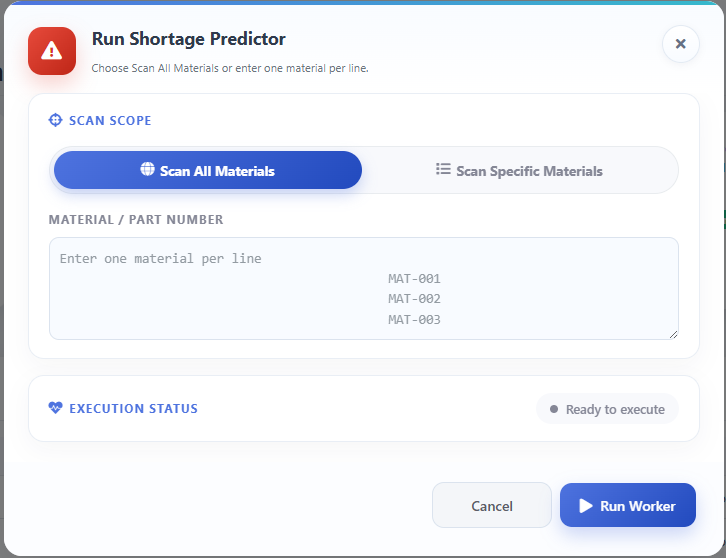 Run Shortage Predictor
Choose Scan All Materials or enter one material per line.
SCAN SCOPE
Scan All Materials
Scan Specific Materials
MATERIAL / PART NUMBER
Enter one material per line
MAT-001
MAT-002
MAT-003
EXECUTION STATUS
Ready to execute
Cancel
Run Worker